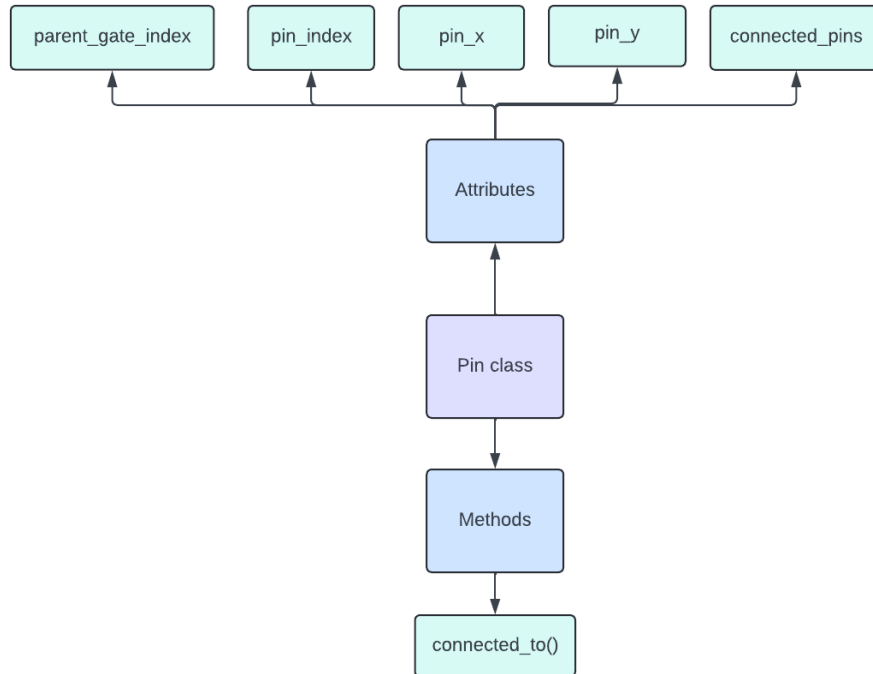 parent_gate_index
pin_index
pin_x
pin_y
connected_pins
Attributes
Pin class
Methods
connected_to()